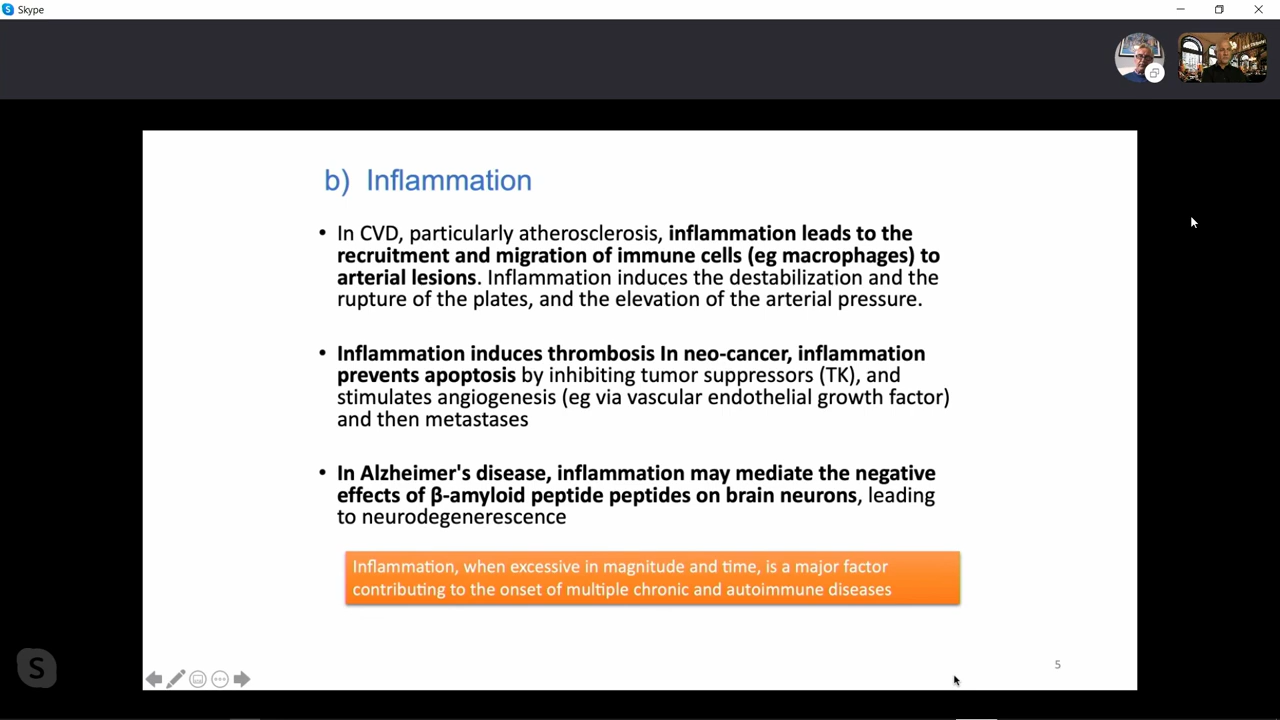 Skype
b) Inflammation
• In CVD, particularly atherosclerosis, inflammation leads to the
recruitment and migration of immune cells (eg macrophages) to
arterial lesions. Inflammation induces the destabilization and the
rupture of the plates, and the elevation of the arterial pressure.
• Inflammation induces thrombosis In neo-cancer, inflammation
prevents apoptosis by inhibiting tumor suppressors (TK), and
stimulates angiogenesis (eg via vascular endothelial growth factor)
and then metastases
• In Alzheimer's disease, inflammation may mediate the negative
effects of β-amyloid peptide peptides on brain neurons, leading
to neurodegenerescence
Inflammation, when excessive in magnitude and time, is a major factor
contributing to the onset of multiple chronic and autoimmune diseases
5
S